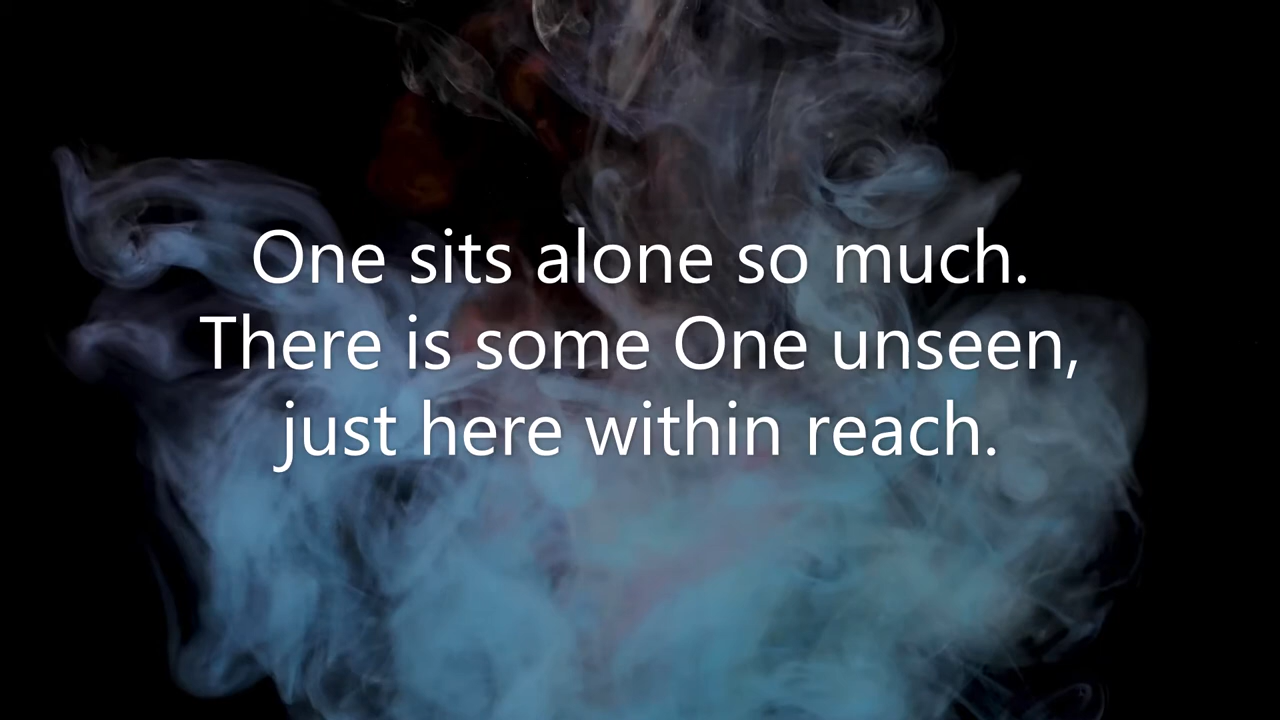 One sits alone so much.
There is some One unseen,
just here within reach.